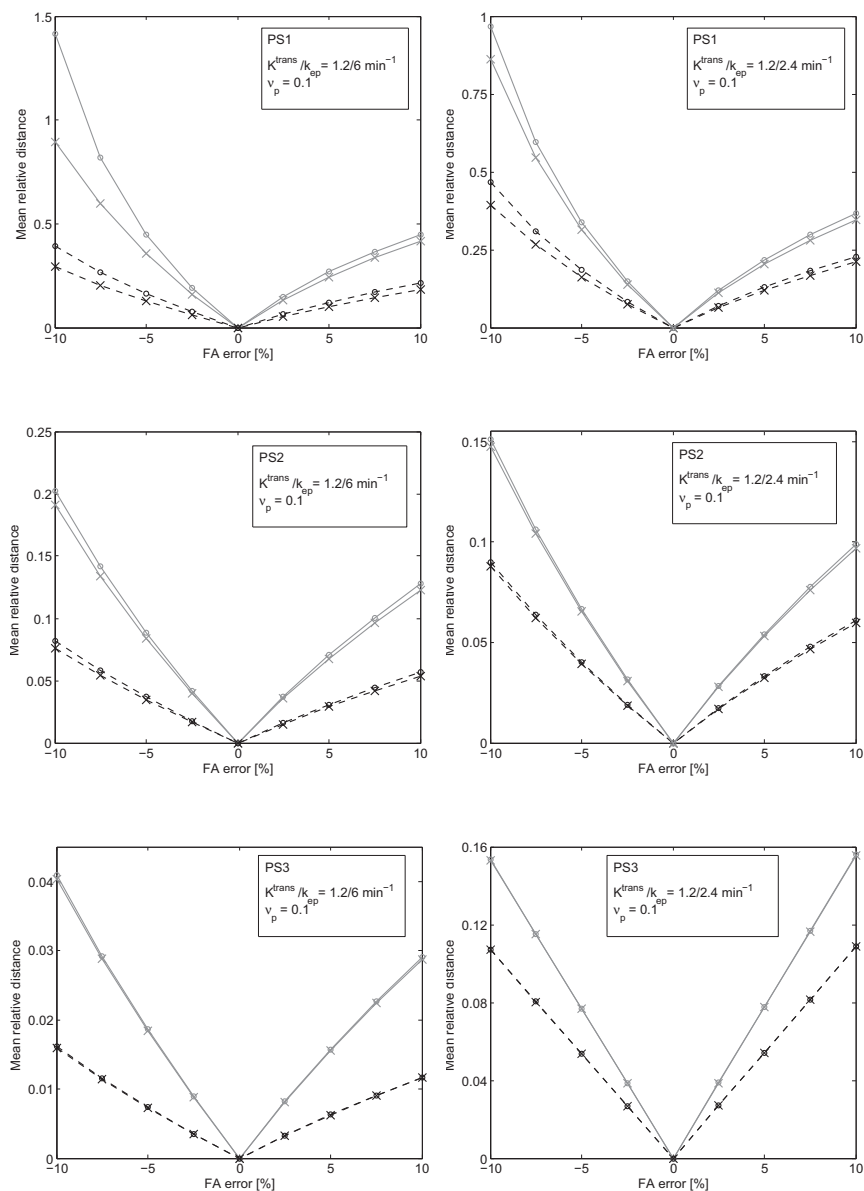 1.5
1
0.5
0
−10
−5
0
5
10
Mean relative distance
FA error [%]
PS1
K^trans/k_ep = 1.2/6 min⁻¹
ν_p = 0.1
1
0.75
0.5
0.25
0
−10
−5
0
5
10
Mean relative distance
FA error [%]
PS1
K^trans/k_ep = 1.2/2.4 min⁻¹
ν_p = 0.1
0.25
0.2
0.15
0.1
0.05
0
−10
−5
0
5
10
Mean relative distance
FA error [%]
PS2
K^trans/k_ep = 1.2/6 min⁻¹
ν_p = 0.1
0.15
0.1
0.05
0
−10
−5
0
5
10
Mean relative distance
FA error [%]
PS2
K^trans/k_ep = 1.2/2.4 min⁻¹
ν_p = 0.1
0.04
0.03
0.02
0.01
0
−10
−5
0
5
10
Mean relative distance
FA error [%]
PS3
K^trans/k_ep = 1.2/6 min⁻¹
ν_p = 0.1
0.16
0.12
0.08
0.04
0
−10
−5
0
5
10
Mean relative distance
FA error [%]
PS3
K^trans/k_ep = 1.2/2.4 min⁻¹
ν_p = 0.1